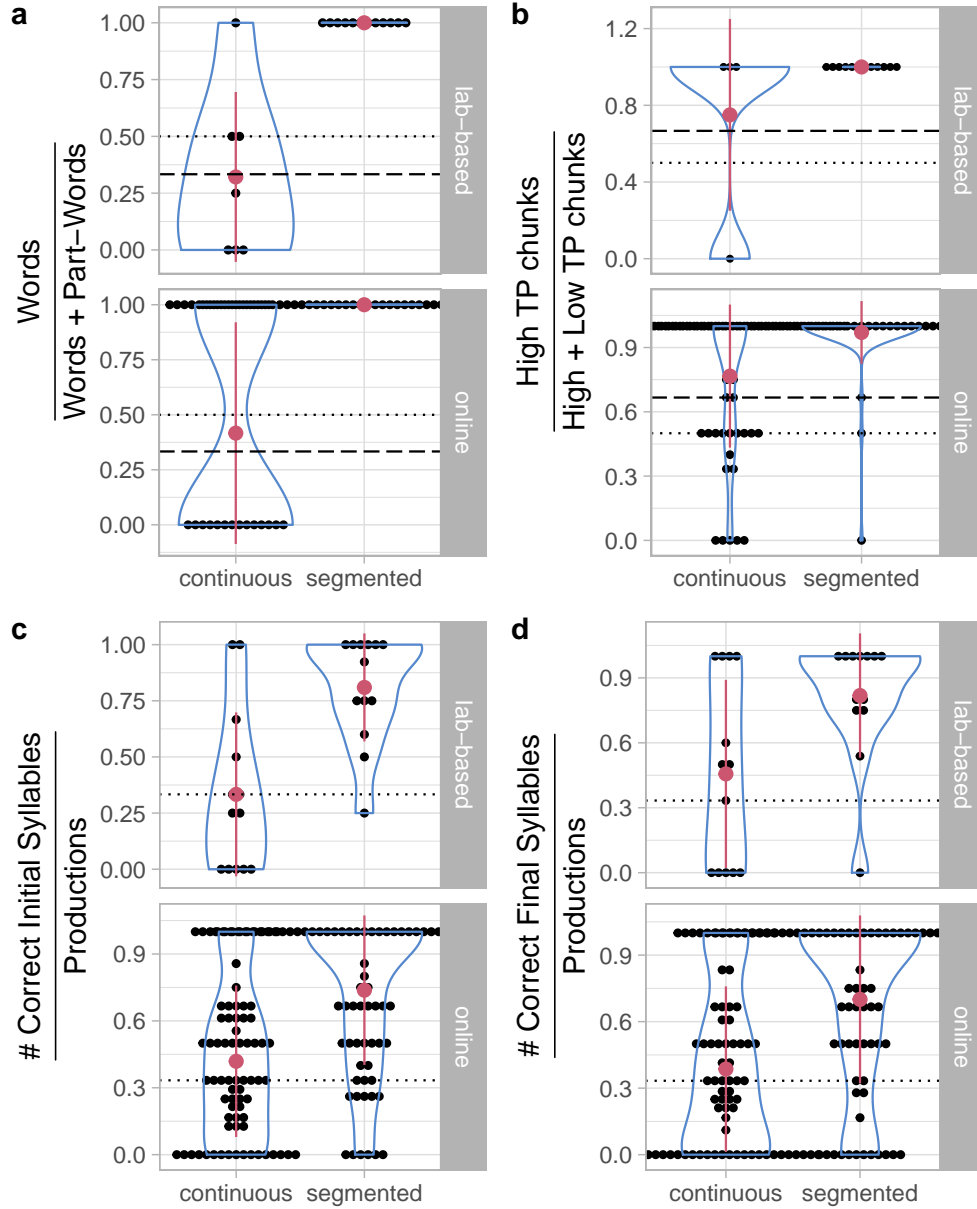 a
Words
Words + Part−Words
1.00
0.75
0.50
0.25
0.00
lab−based
1.00
0.75
0.50
0.25
0.00
online
continuous segmented
b
High TP chunks
High + Low TP chunks
1.2
0.8
0.4
0.0
lab−based
0.9
0.6
0.3
0.0
online
continuous segmented
c
# Correct Initial Syllables
Productions
1.00
0.75
0.50
0.25
0.00
lab−based
0.9
0.6
0.3
0.0
online
continuous segmented
d
# Correct Final Syllables
Productions
0.9
0.6
0.3
0.0
lab−based
0.9
0.6
0.3
0.0
online
continuous segmented